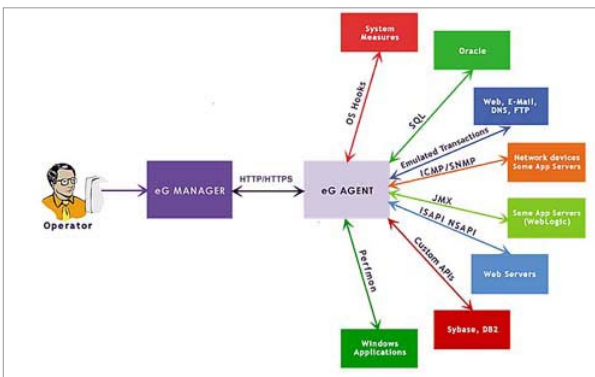 System
Measures
Oracle
OS Hooks
SQL
Web, E-Mail,
DNS, FTP
Emulated Transactions
ICMP/SNMP
Network devices
Some App Servers
HTTP/HTTPS
eG MANAGER
eG AGENT
JMX
Some App Servers
(WebLogic)
ISAPI NSAPI
Operator
Web Servers
Custom APIs
Perfmon
Sybase, DB2
Windows
Applications